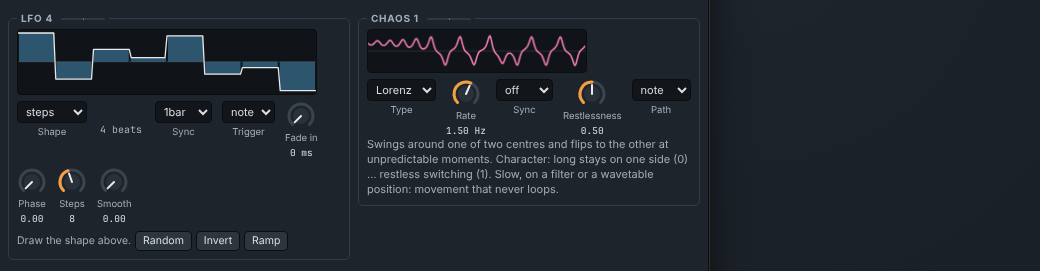 LFO 4
steps
Shape
4 beats
1bar
Sync
note
Trigger
Fade in
0 ms
Phase
0.00
Steps
8
Smooth
0.00
Draw the shape above.
Random
Invert
Ramp
CHAOS 1
Lorenz
Type
Rate
1.50 Hz
off
Sync
Restlessness
0.50
note
Path
Swings around one of two centres and flips to the other at
unpredictable moments. Character: long stays on one side (0)
... restless switching (1). Slow, on a filter or a wavetable
position: movement that never loops.